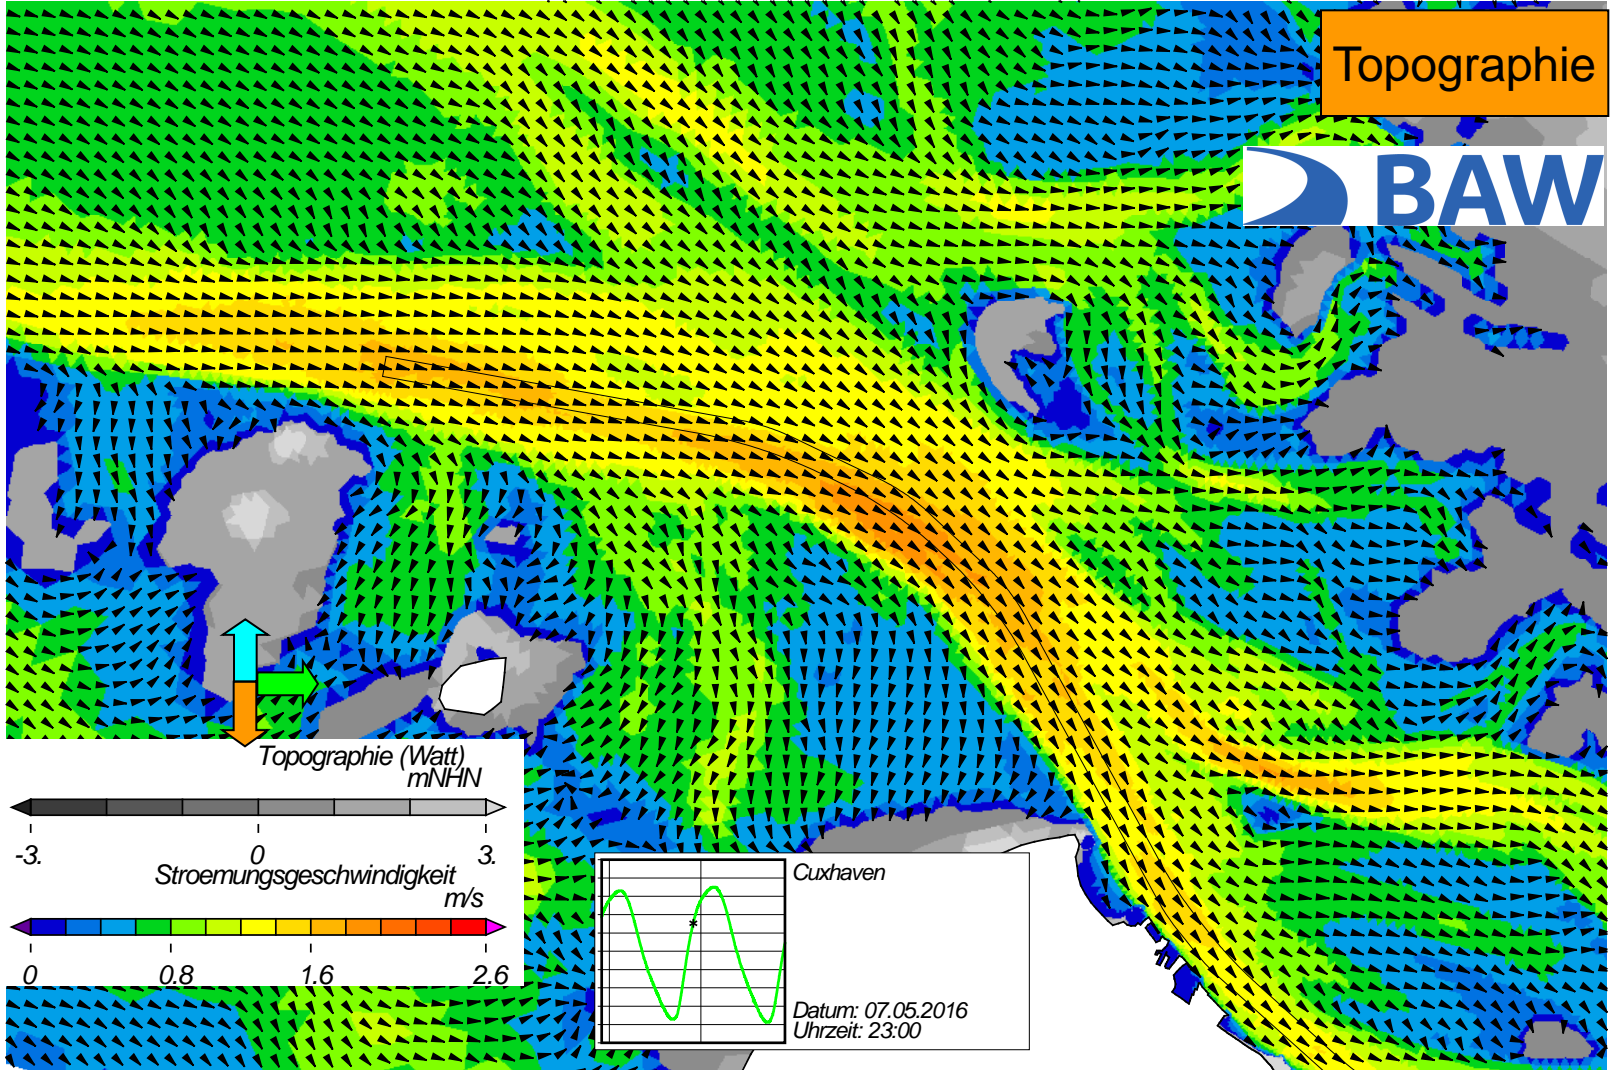 Topographie
BAW
Topographie (Watt)
mNHN
-3. 0 3.
Stroemungsgeschwindigkeit
m/s
0 0.8 1.6 2.6
Cuxhaven
Datum: 07.05.2016
Uhrzeit: 23:00